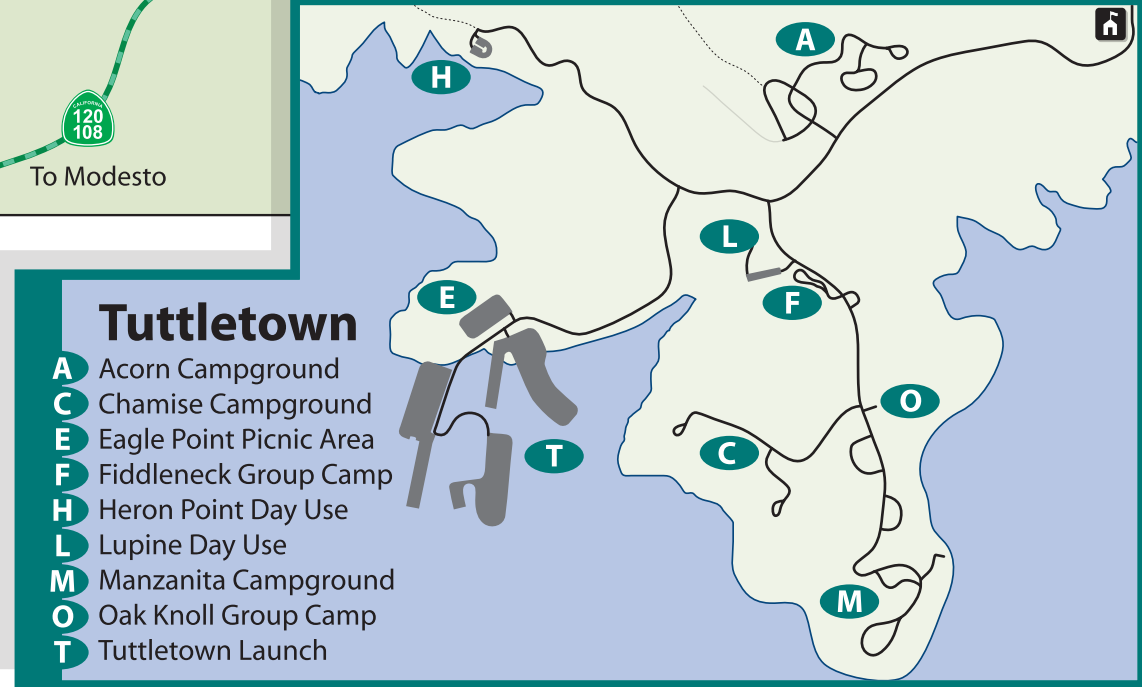 CALIFORNIA
120
108
To Modesto
Tuttletown
A Acorn Campground
C Chamise Campground
E Eagle Point Picnic Area
F Fiddleneck Group Camp
H Heron Point Day Use
L Lupine Day Use
M Manzanita Campground
O Oak Knoll Group Camp
T Tuttletown Launch
A
H
L
E
F
O
C
T
M